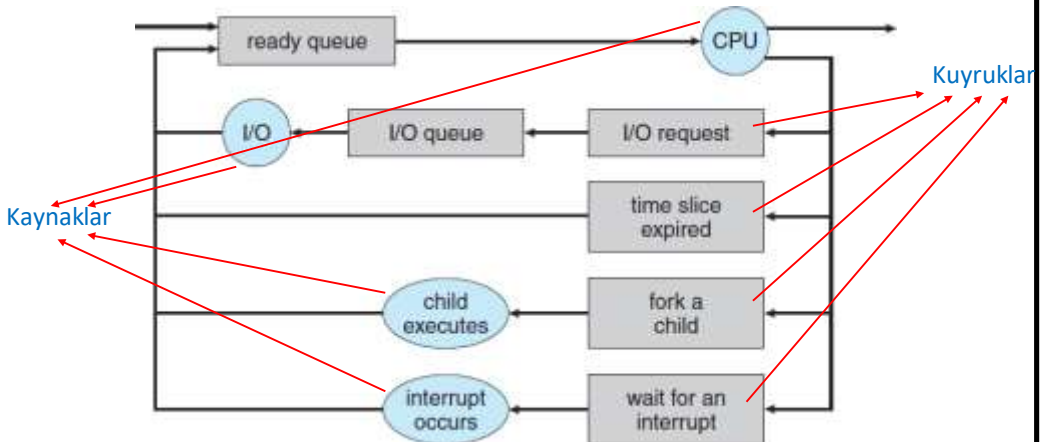 ready queue
CPU
Kuyruklar
I/O
I/O queue
I/O request
Kaynaklar
time slice
expired
child
executes
fork a
child
interrupt
occurs
wait for an
interrupt